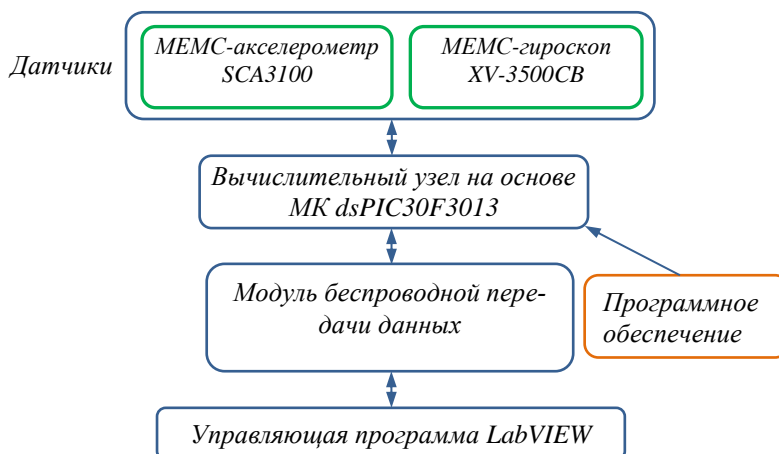 Датчики
МЕМС-акселерометр
SCA3100
МЕМС-гироскоп
XV-3500CB
Вычислительный узел на основе
МК dsPIC30F3013
Модуль беспроводной пере-
дачи данных
Программное
обеспечение
Управляющая программа LabVIEW